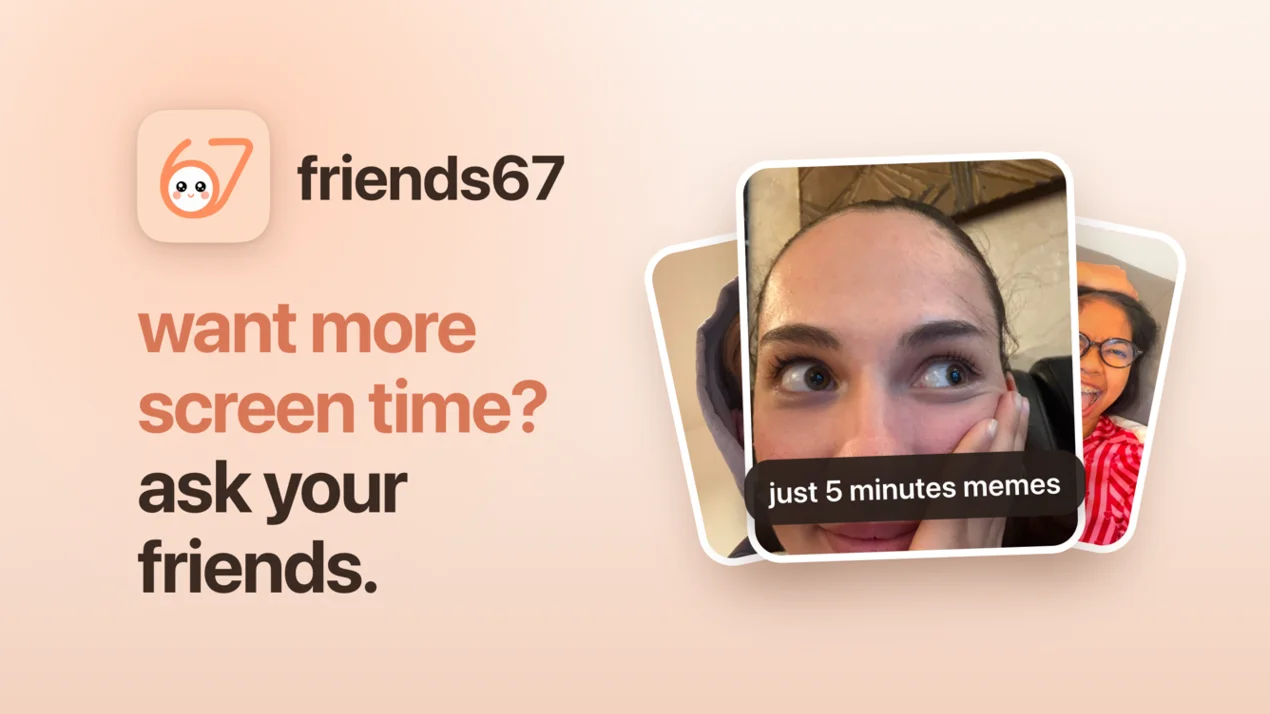 67
friends67
want more
screen time?
ask your
friends.
just 5 minutes memes